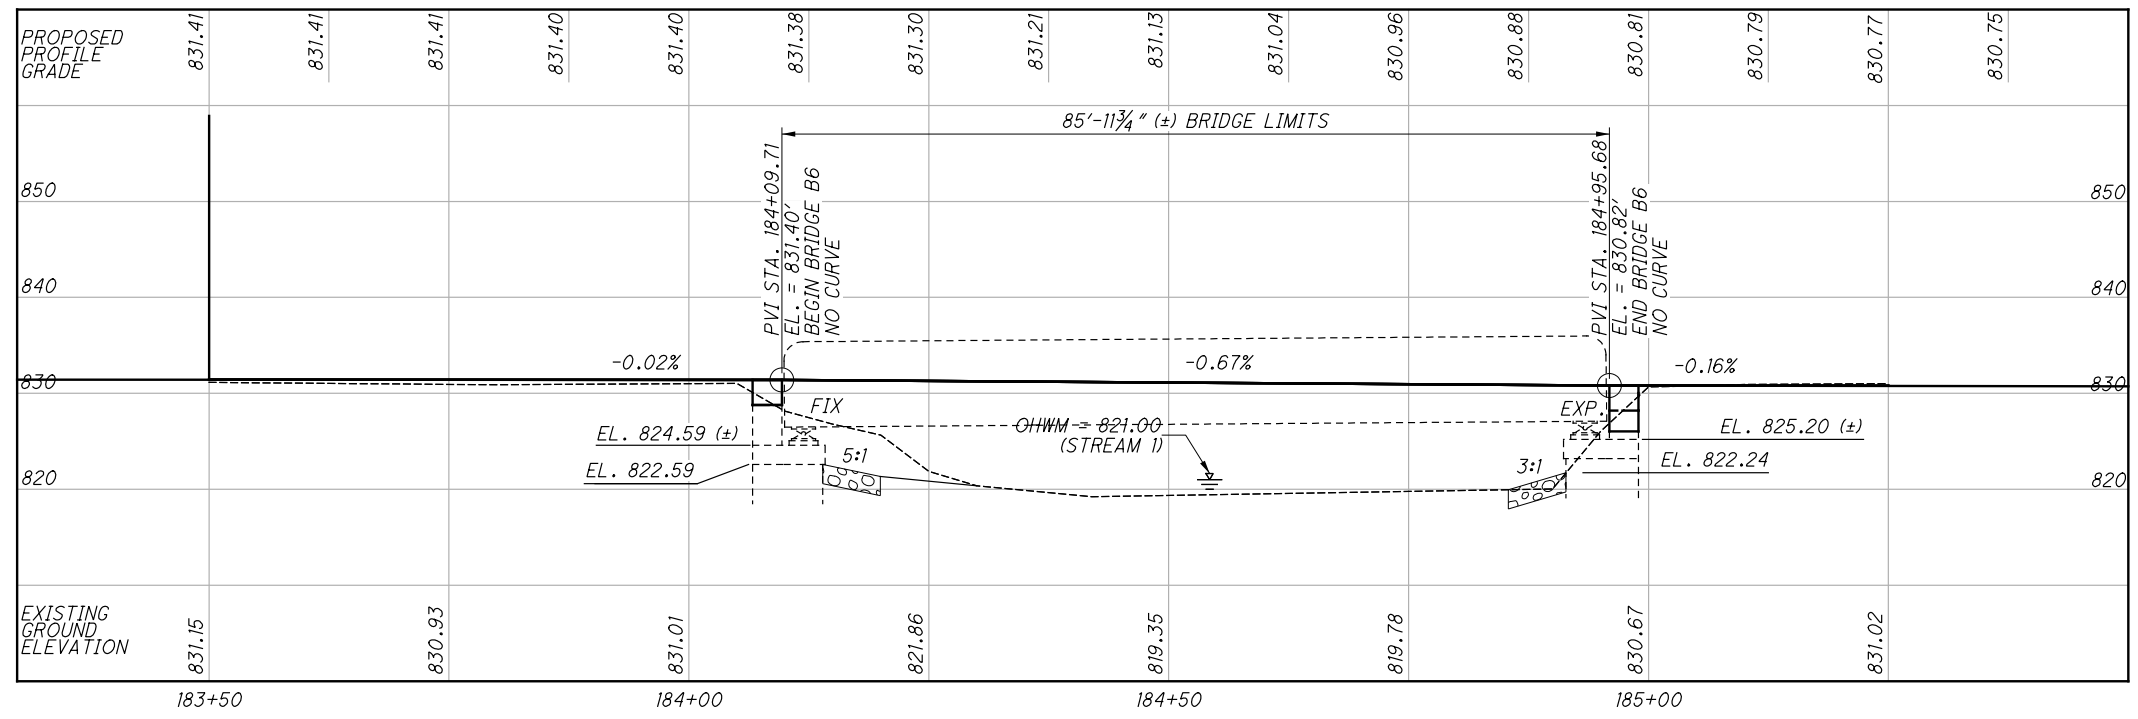 PROPOSED
PROFILE
GRADE
831.41
831.41
831.41
831.40
831.40
831.38
831.30
831.21
831.13
831.04
830.96
830.88
830.81
830.79
830.77
830.75
85'-11¾" (±) BRIDGE LIMITS
PVI STA. 184+09.71
EL. = 831.40'
BEGIN BRIDGE B6
NO CURVE
PVI STA. 184+95.68
EL. = 830.82'
END BRIDGE B6
NO CURVE
850
850
840
840
-0.02%
-0.67%
-0.16%
830
830
FIX
EXP.
OHWM = 821.00
(STREAM 1)
EL. 824.59 (±)
EL. 825.20 (±)
5:1
3:1
EL. 822.59
EL. 822.24
820
820
EXISTING
GROUND
ELEVATION
831.15
830.93
831.01
821.86
819.35
819.78
830.67
831.02
183+50
184+00
184+50
185+00